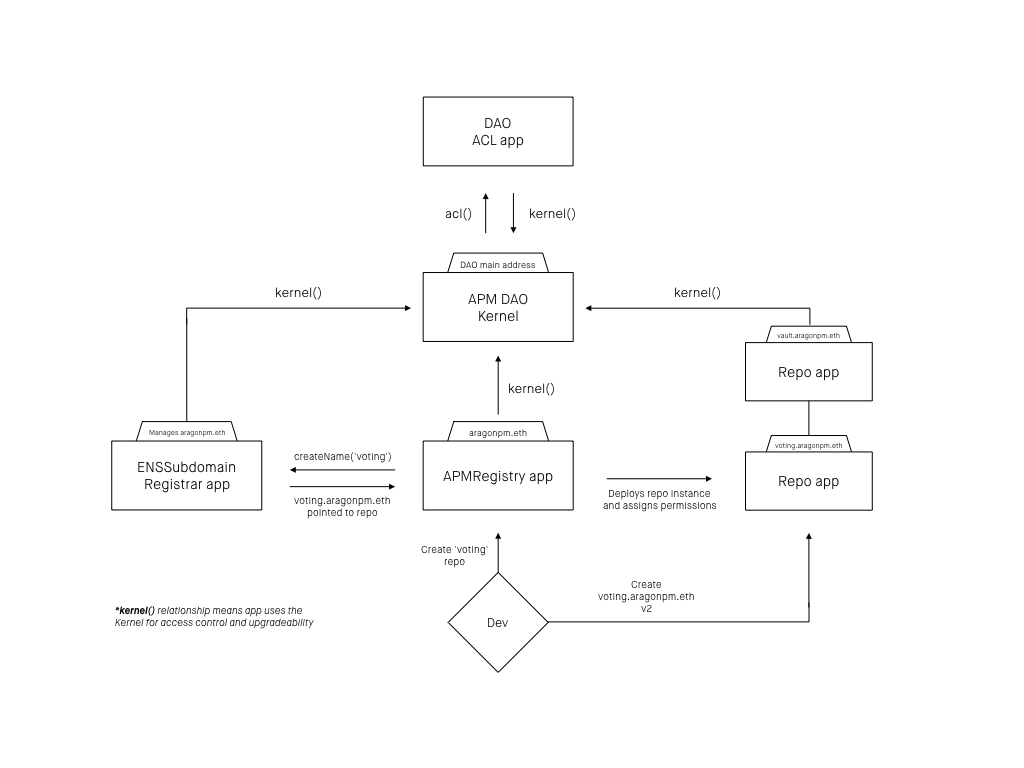 DAO
ACL app
acl()
kernel()
DAO main address
APM DAO
Kernel
kernel()
kernel()
vault.aragonpm.eth
Repo app
kernel()
Manages aragonpm.eth
ENSSubdomain
Registrar app
createName('voting')
voting.aragonpm.eth
pointed to repo
aragonpm.eth
APMRegistry app
Deploys repo instance
and assigns permissions
voting.aragonpm.eth
Repo app
Create 'voting'
repo
Dev
Create
voting.aragonpm.eth
v2
*kernel() relationship means app uses the
Kernel for access control and upgradeability